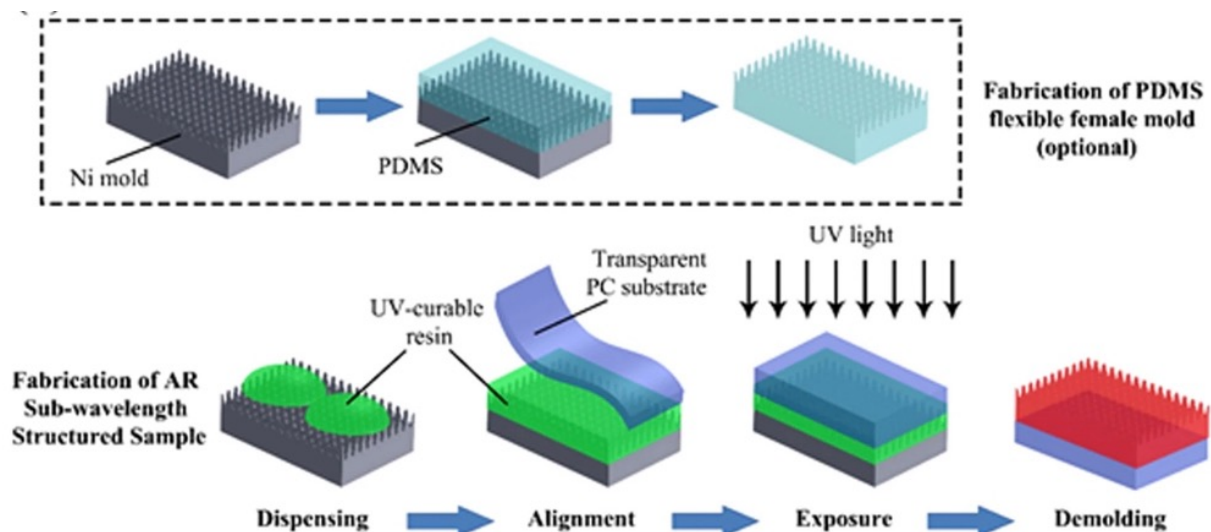 Ni mold
PDMS
Fabrication of PDMS
flexible female mold
(optional)
UV light
Transparent
PC substrate
UV-curable
resin
Fabrication of AR
Sub-wavelength
Structured Sample
Dispensing
Alignment
Exposure
Demolding